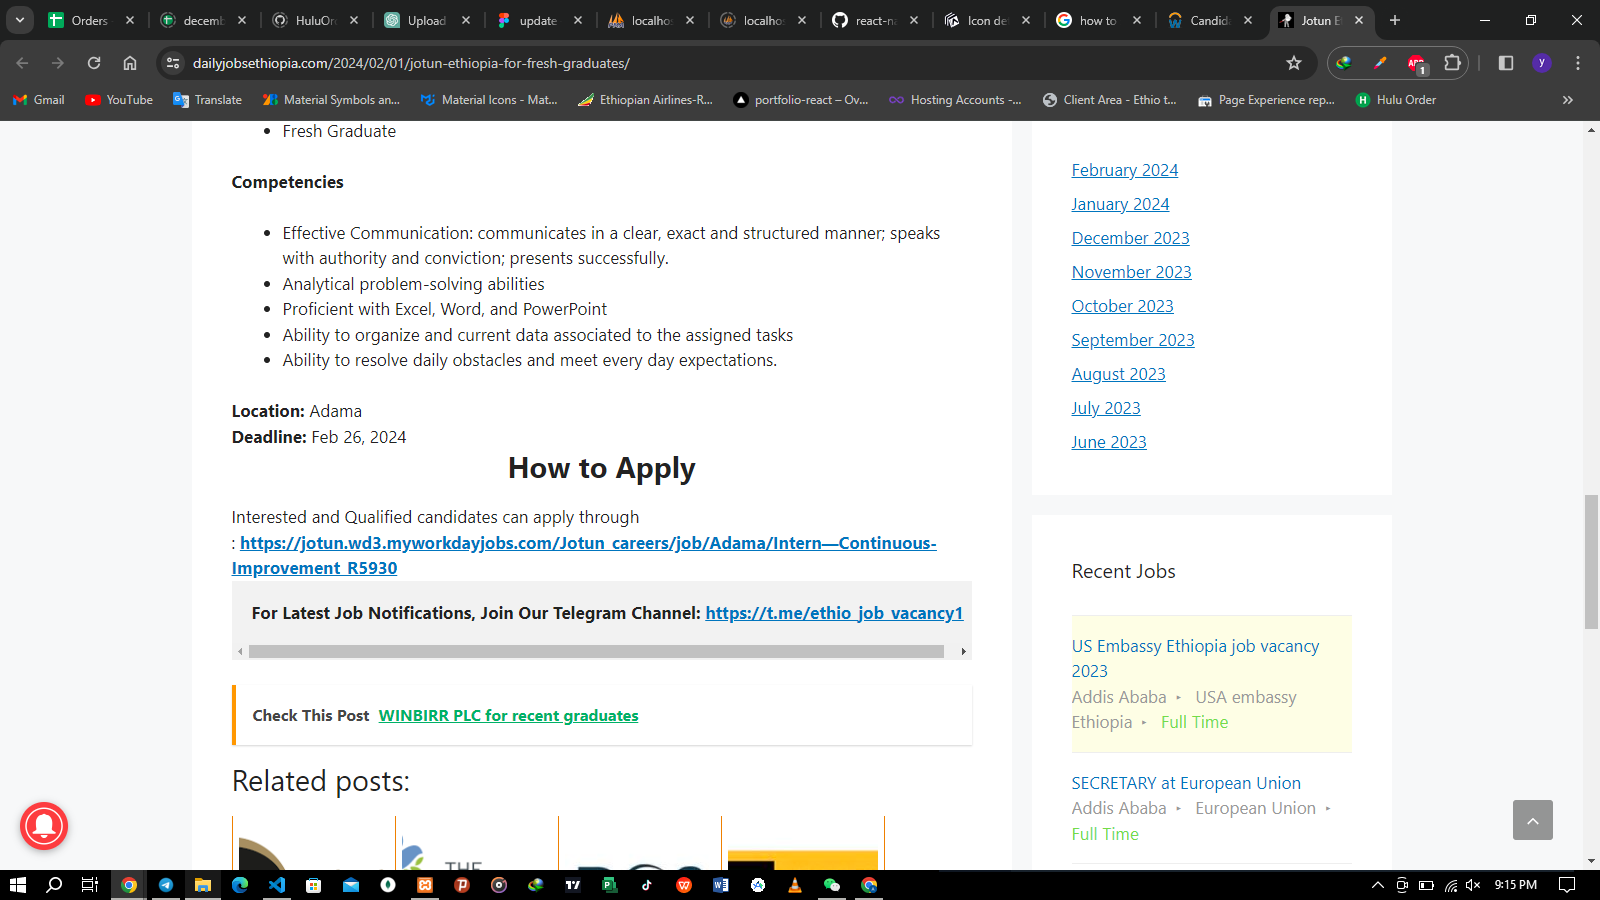 Orders
decemb
HuluOr
Upload
update
localhos
localhos
react-na
Icon de
how to
Candida
Jotun E
dailyjobsethiopia.com/2024/02/01/jotun-ethiopia-for-fresh-graduates/
1
y
Gmail
YouTube
Translate
Material Symbols an...
Material Icons - Mat...
Ethiopian Airlines-R...
portfolio-react – Ov...
Hosting Accounts -...
Client Area - Ethio t...
Page Experience rep...
H
Hulu Order
Fresh Graduate
Competencies
Effective Communication: communicates in a clear, exact and structured manner; speaks
with authority and conviction; presents successfully.
Analytical problem-solving abilities
Proficient with Excel, Word, and PowerPoint
Ability to organize and current data associated to the assigned tasks
Ability to resolve daily obstacles and meet every day expectations.
Location: Adama
Deadline: Feb 26, 2024
How to Apply
Interested and Qualified candidates can apply through
: https://jotun.wd3.myworkdayjobs.com/Jotun_careers/job/Adama/Intern—Continuous-
Improvement_R5930
For Latest Job Notifications, Join Our Telegram Channel: https://t.me/ethio_job_vacancy1
Check This Post WINBIRR PLC for recent graduates
Related posts:
THE
February 2024
January 2024
December 2023
November 2023
October 2023
September 2023
August 2023
July 2023
June 2023
Recent Jobs
US Embassy Ethiopia job vacancy
2023
Addis Ababa ‣ USA embassy
Ethiopia ‣ Full Time
SECRETARY at European Union
Addis Ababa ‣ European Union ‣
Full Time
9:15 PM